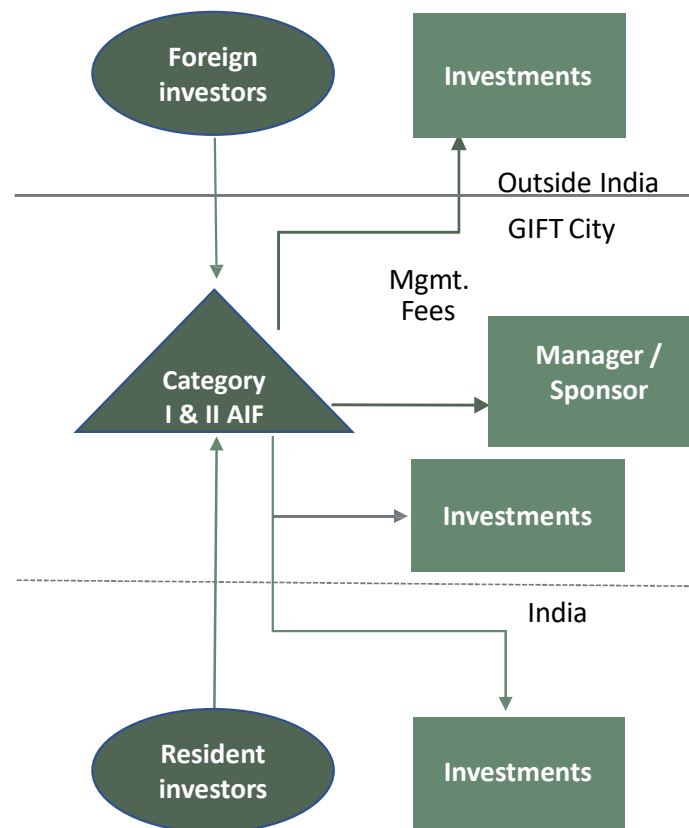 Foreign
investors
Investments
Outside India
GIFT City
Mgmt.
Fees
Manager /
Sponsor
Category
I & II AIF
Investments
India
Resident
investors
Investments